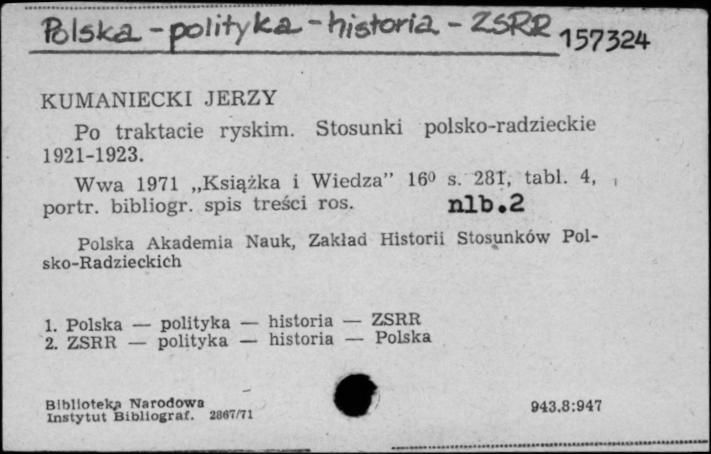 Polska - polityka - historia - ZSRR
157324
KUMANIECKI JERZY
Po traktacie ryskim. Stosunki polsko-radzieckie
1921-1923.
Wwa 1971 „Książka i Wiedza” 16⁰ s. 281, tabl. 4,
portr. bibliogr. spis treści ros. nlb.2
Polska Akademia Nauk, Zakład Historii Stosunków Pol-
sko-Radzieckich
1. Polska — polityka — historia — ZSRR
2. ZSRR — polityka — historia — Polska
Biblioteka Narodowa
Instytut Bibliograf. 2867/71
943.8:947